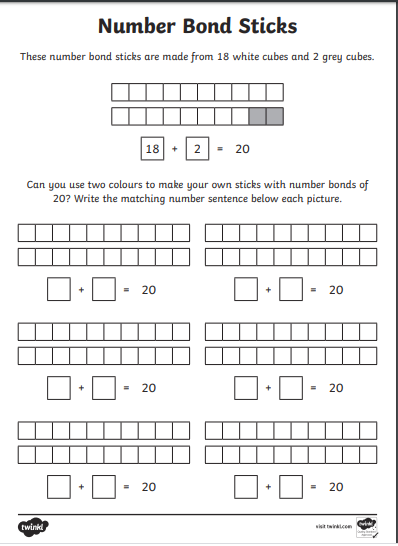 Number Bond Sticks
These number bond sticks are made from 18 white cubes and 2 grey cubes.
18 + 2 = 20
Can you use two colours to make your own sticks with number bonds of
20? Write the matching number sentence below each picture.
+ = 20 + = 20
+ = 20 + = 20
+ = 20 + = 20
twinkl visit twinkl.com twinkl